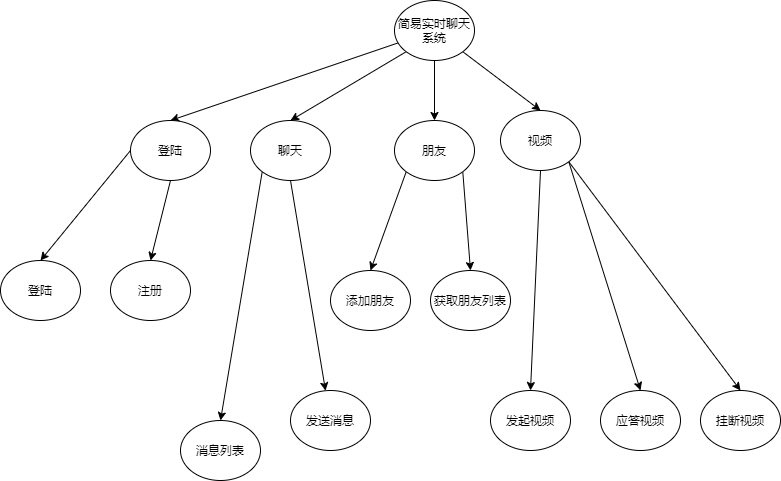 简易实时聊天
系统
登陆
聊天
朋友
视频
登陆
注册
添加朋友
获取朋友列表
消息列表
发送消息
发起视频
应答视频
挂断视频